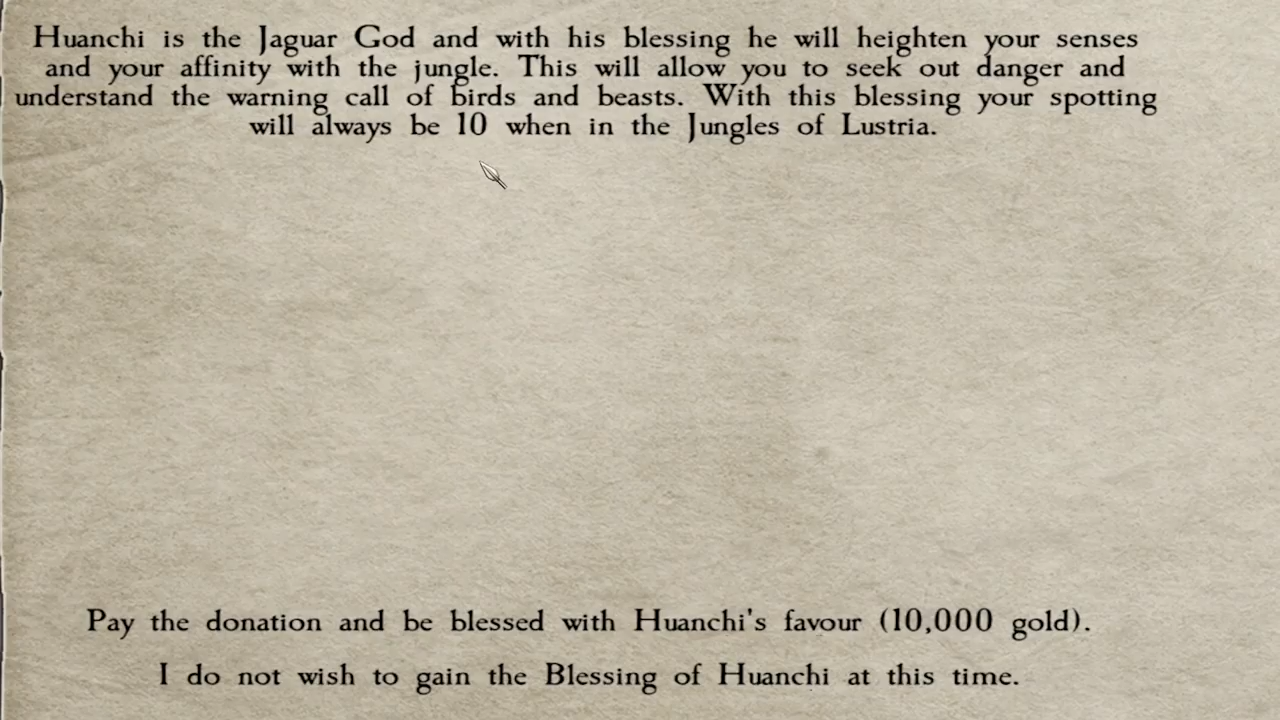 Huanchi is the Jaguar God and with his blessing he will heighten your senses
and your affinity with the jungle. This will allow you to seek out danger and
understand the warning call of birds and beasts. With this blessing your spotting
will always be 10 when in the Jungles of Lustria.
Pay the donation and be blessed with Huanchi's favour (10,000 gold).
I do not wish to gain the Blessing of Huanchi at this time.